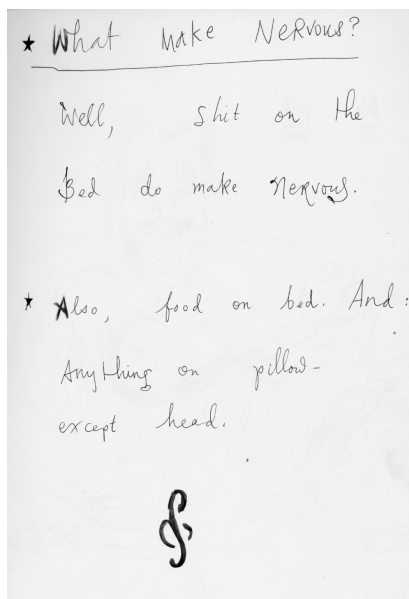 ★ What Make Nervous?
Well, shit on the
Bed do make Nervous.
★ Also, food on bed. And:
Anything on pillow-
except head.